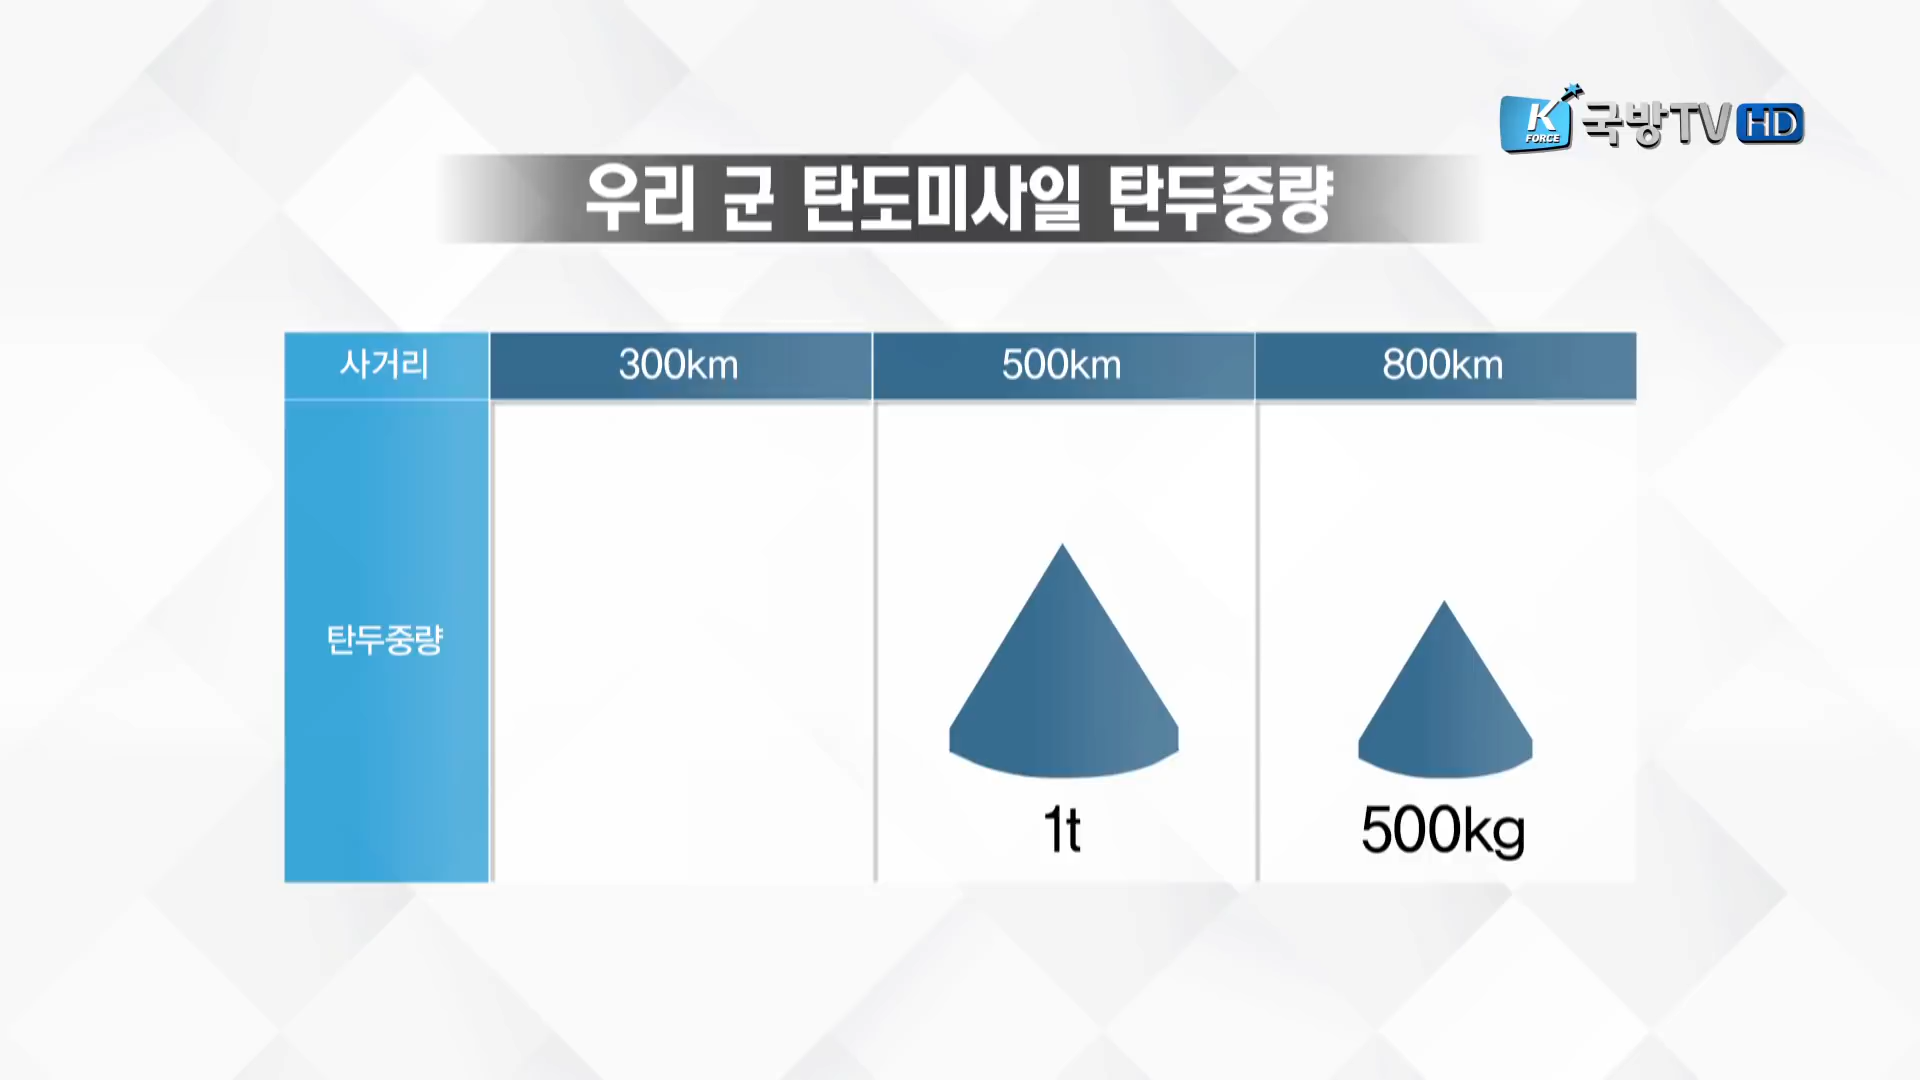 K
FORCE
국방TV HD
우리 군 탄도미사일 탄두중량
사거리
300km
500km
800km
탄두중량
1t
500kg